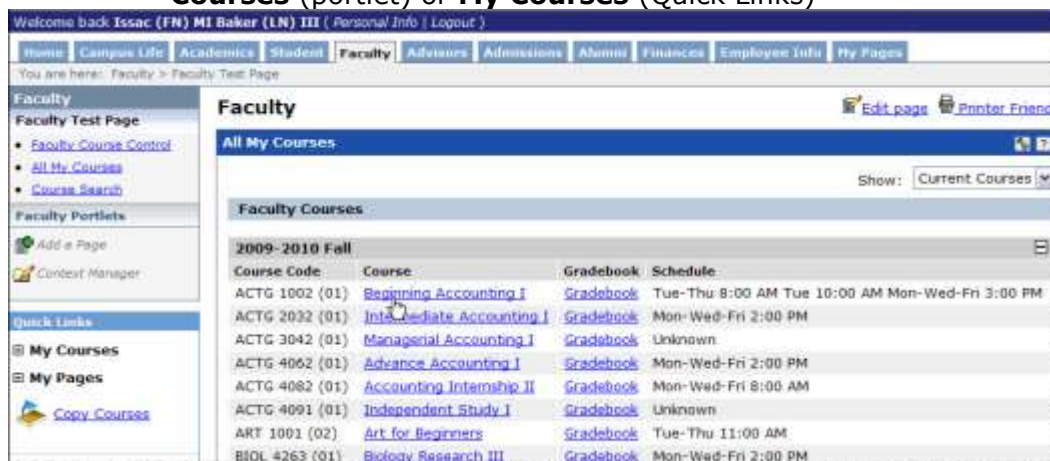 Courses (portlet) or My Courses (Quick Links)
Welcome back Issac (FN) MI Baker (LN) III ( Personal Info | Logout )
Home Campus Life Academics Student Faculty Advisors Admissions Alumni Finances Employee Info My Pages
You are here: Faculty > Faculty Test Page
Faculty
Faculty Test Page
• Faculty Course Control
• All My Courses
• Course Search
Faculty Portlets
Add a Page
Context Manager
Quick Links
My Courses
My Pages
Copy Courses
Faculty
Edit page Printer Friend
All My Courses
Show: Current Courses
Faculty Courses
2009-2010 Fall
Course Code Course Gradebook Schedule
ACTG 1002 (01) Beginning Accounting I Gradebook Tue-Thu 8:00 AM Tue 10:00 AM Mon-Wed-Fri 3:00 PM
ACTG 2032 (01) Intermediate Accounting I Gradebook Mon-Wed-Fri 2:00 PM
ACTG 3042 (01) Managerial Accounting I Gradebook Unknown
ACTG 4062 (01) Advance Accounting I Gradebook Mon-Wed-Fri 2:00 PM
ACTG 4082 (01) Accounting Internship II Gradebook Mon-Wed-Fri 8:00 AM
ACTG 4091 (01) Independent Study I Gradebook Unknown
ART 1001 (02) Art for Beginners Gradebook Tue-Thu 11:00 AM
BIOL 4263 (01) Biology Research III Gradebook Mon-Wed-Fri 2:00 PM